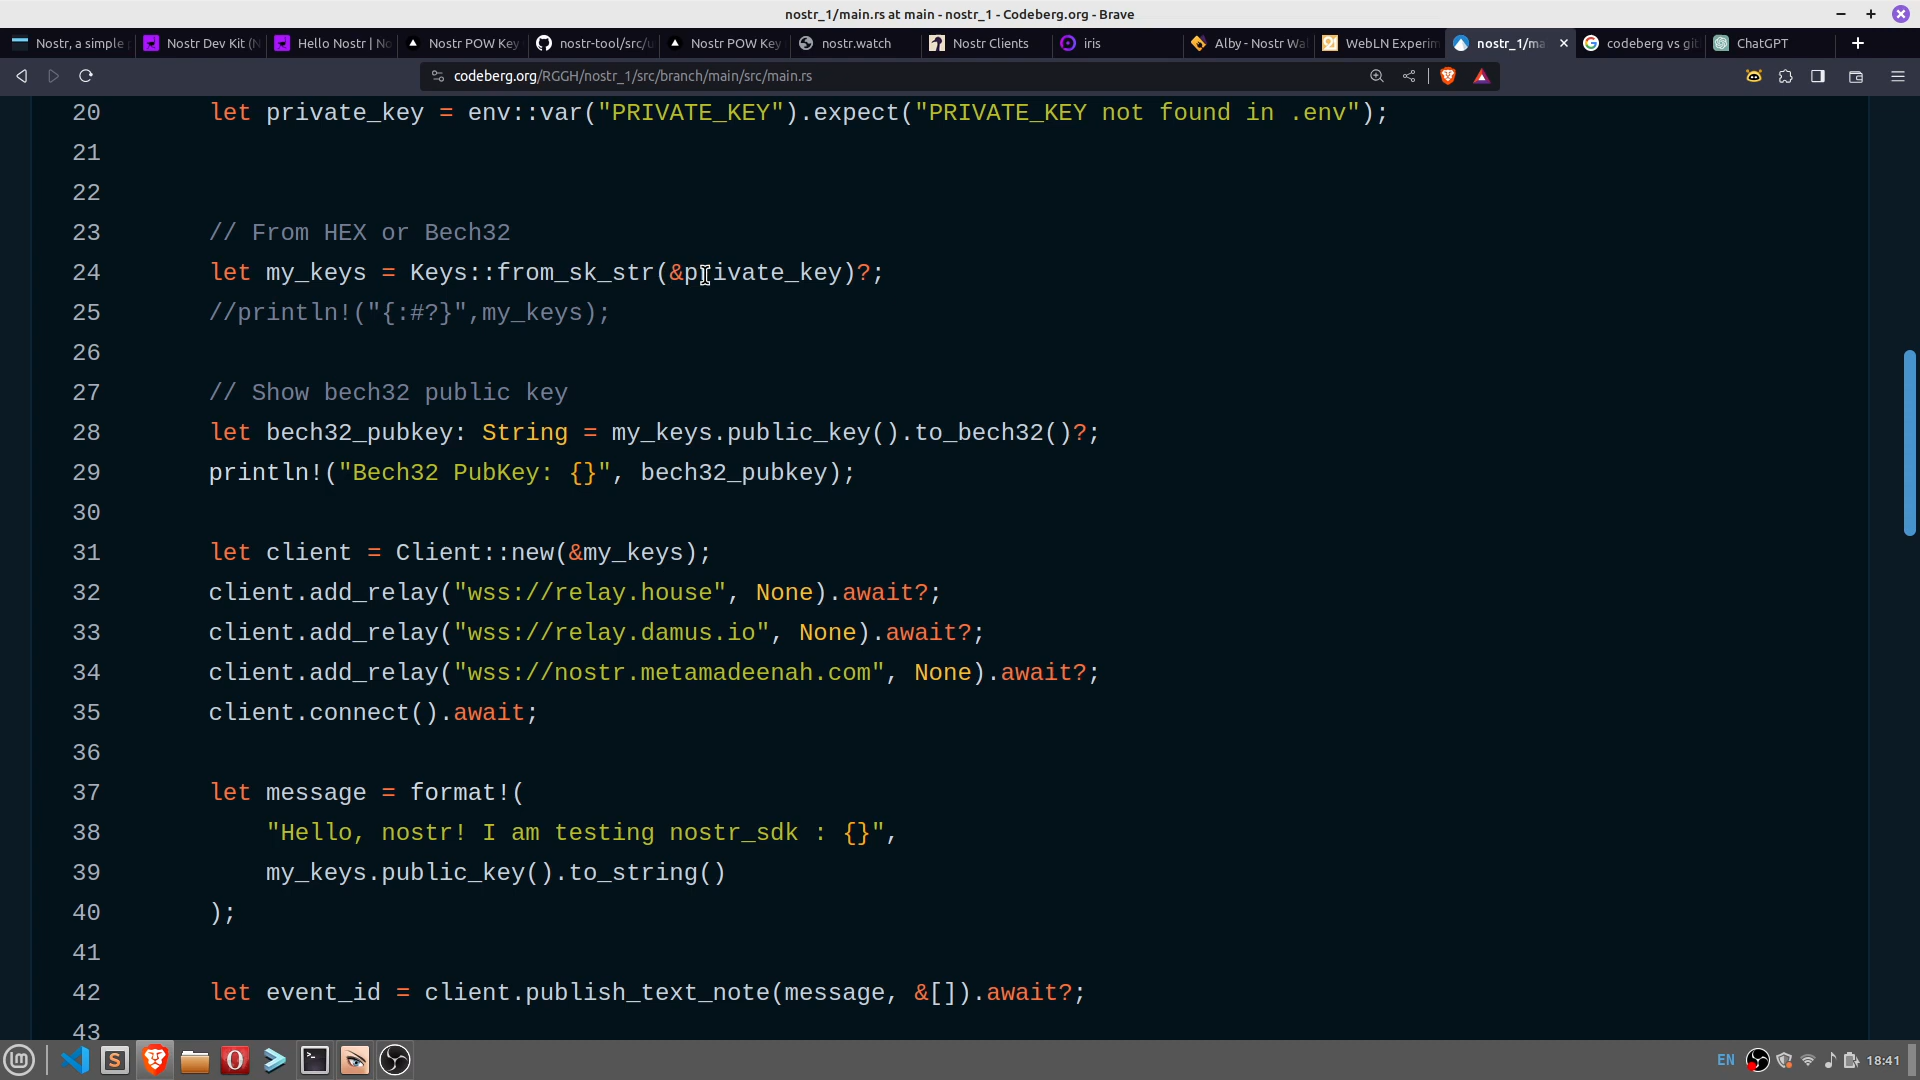 nostr_1/main.rs at main - nostr_1 - Codeberg.org - Brave
Nostr, a simple
Nostr Dev Kit (N
Hello Nostr | No
Nostr POW Key
nostr-tool/src/u
Nostr POW Key
nostr.watch
Nostr Clients
iris
Alby - Nostr Wa
WebLN Experim
nostr_1/ma
codeberg vs git
ChatGPT
codeberg.org/RGGH/nostr_1/src/branch/main/src/main.rs
20 let private_key = env::var("PRIVATE_KEY").expect("PRIVATE_KEY not found in .env");
21
22
23 // From HEX or Bech32
24 let my_keys = Keys::from_sk_str(&private_key)?;
25 //println!("{:#?}",my_keys);
26
27 // Show bech32 public key
28 let bech32_pubkey: String = my_keys.public_key().to_bech32()?;
29 println!("Bech32 PubKey: {}", bech32_pubkey);
30
31 let client = Client::new(&my_keys);
32 client.add_relay("wss://relay.house", None).await?;
33 client.add_relay("wss://relay.damus.io", None).await?;
34 client.add_relay("wss://nostr.metamadeenah.com", None).await?;
35 client.connect().await;
36
37 let message = format!(
38 "Hello, nostr! I am testing nostr_sdk : {}",
39 my_keys.public_key().to_string()
40 );
41
42 let event_id = client.publish_text_note(message, &[]).await?;
43
EN
18:41